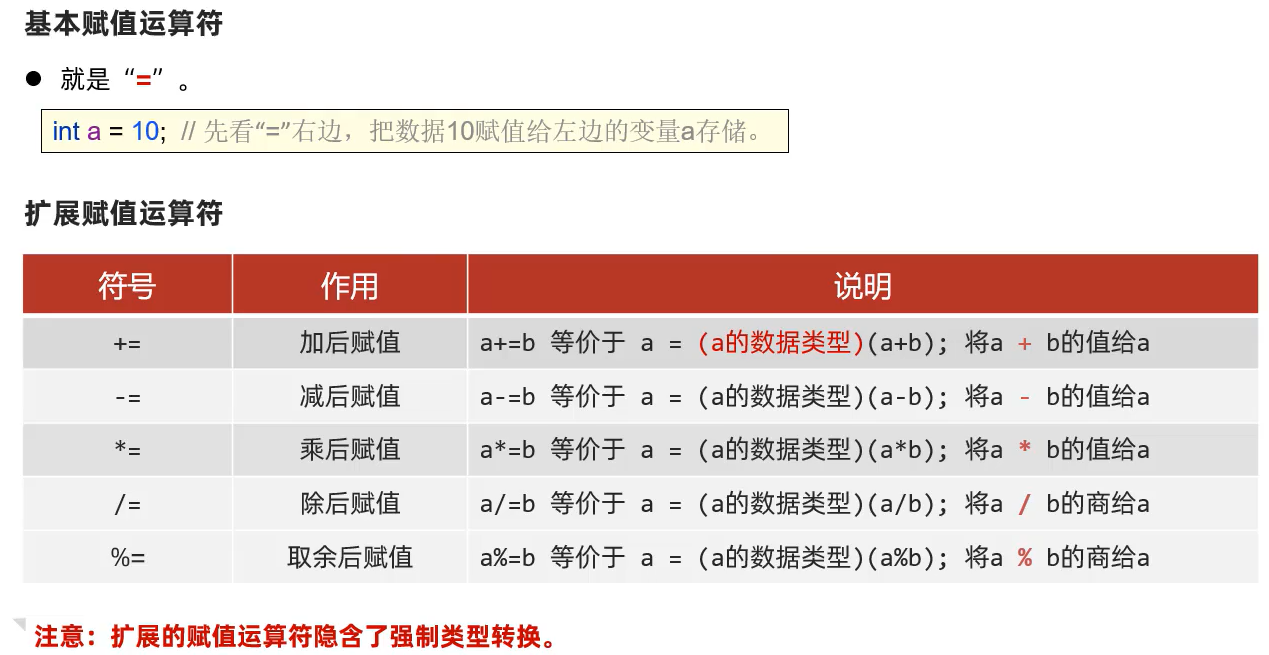 基本赋值运算符
● 就是“=”。
int a = 10; // 先看“=”右边，把数据10赋值给左边的变量a存储。
扩展赋值运算符
符号 作用 说明
+= 加后赋值 a+=b 等价于 a = (a的数据类型)(a+b); 将a + b的值给a
-= 减后赋值 a-=b 等价于 a = (a的数据类型)(a-b); 将a - b的值给a
*= 乘后赋值 a*=b 等价于 a = (a的数据类型)(a*b); 将a * b的值给a
/= 除后赋值 a/=b 等价于 a = (a的数据类型)(a/b); 将a / b的商给a
%= 取余后赋值 a%=b 等价于 a = (a的数据类型)(a%b); 将a % b的商给a
注意：扩展的赋值运算符隐含了强制类型转换。